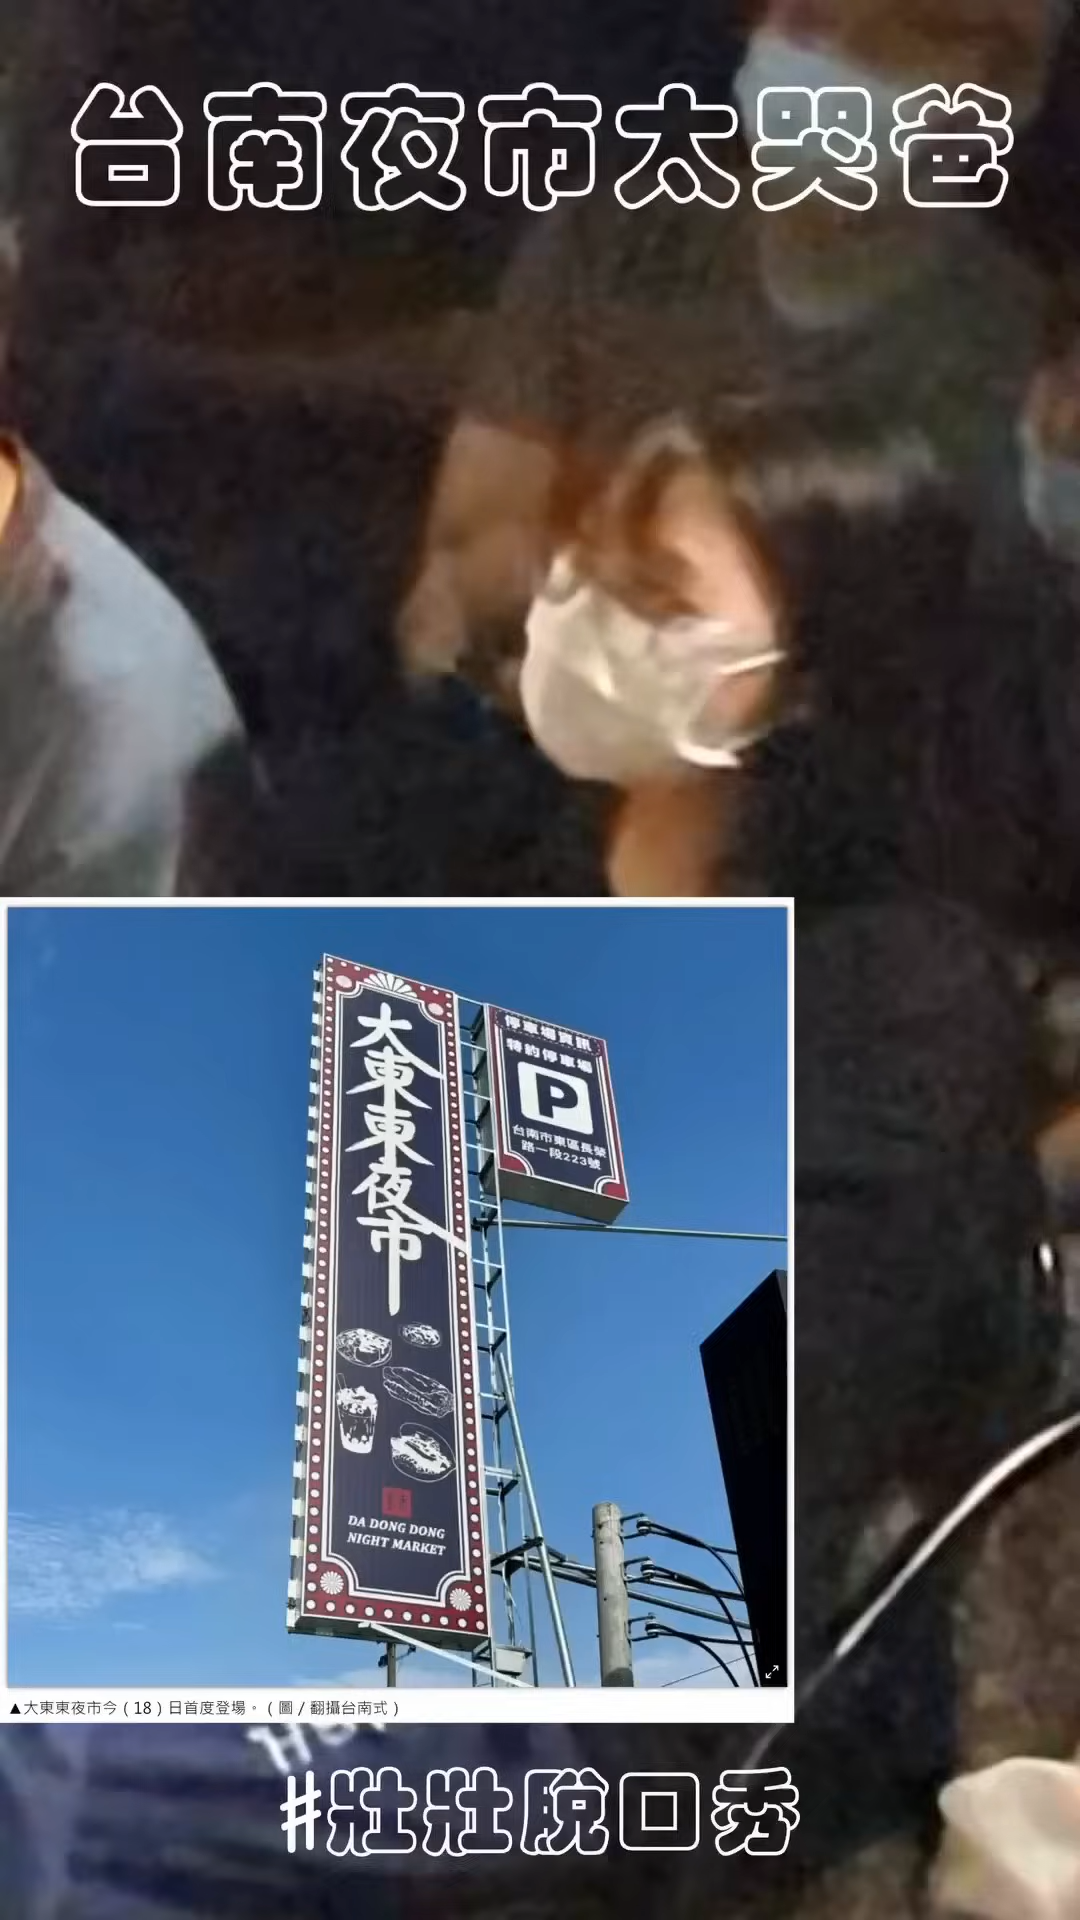 台南夜市太哭爸
大東東夜市
停車場資訊
特約停車場
P
台南市東區長榮
路一段223號
DA DONG DONG
NIGHT MARKET
▲大東東夜市今（18）日首度登場。（圖／翻攝台南式）
#壯壯脫口秀